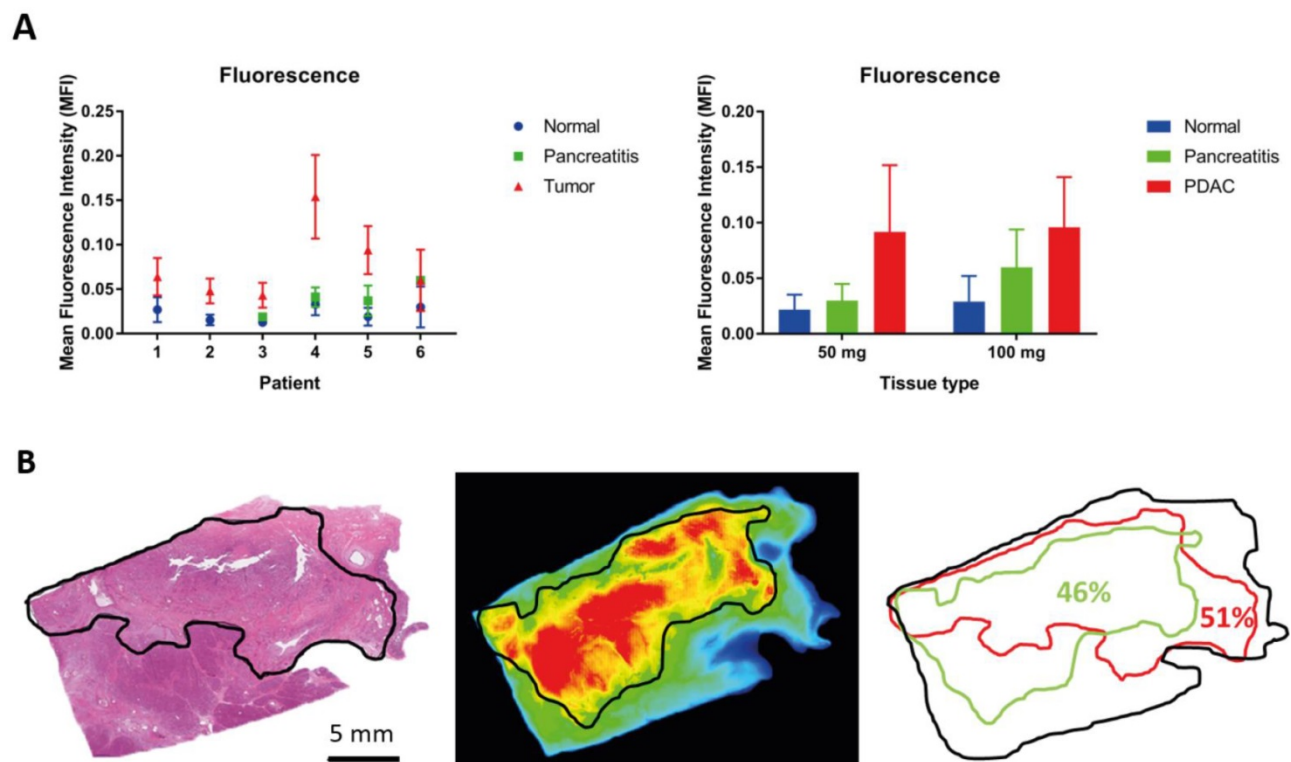 A
Fluorescence
Mean Fluorescence Intensity (MFI)
0.25
0.20
0.15
0.10
0.05
0.00
1 2 3 4 5 6
Patient
Normal
Pancreatitis
Tumor
Fluorescence
Mean Fluorescence Intensity (MFI)
0.20
0.15
0.10
0.05
0.00
50 mg 100 mg
Tissue type
Normal
Pancreatitis
PDAC
B
5 mm
46%
51%